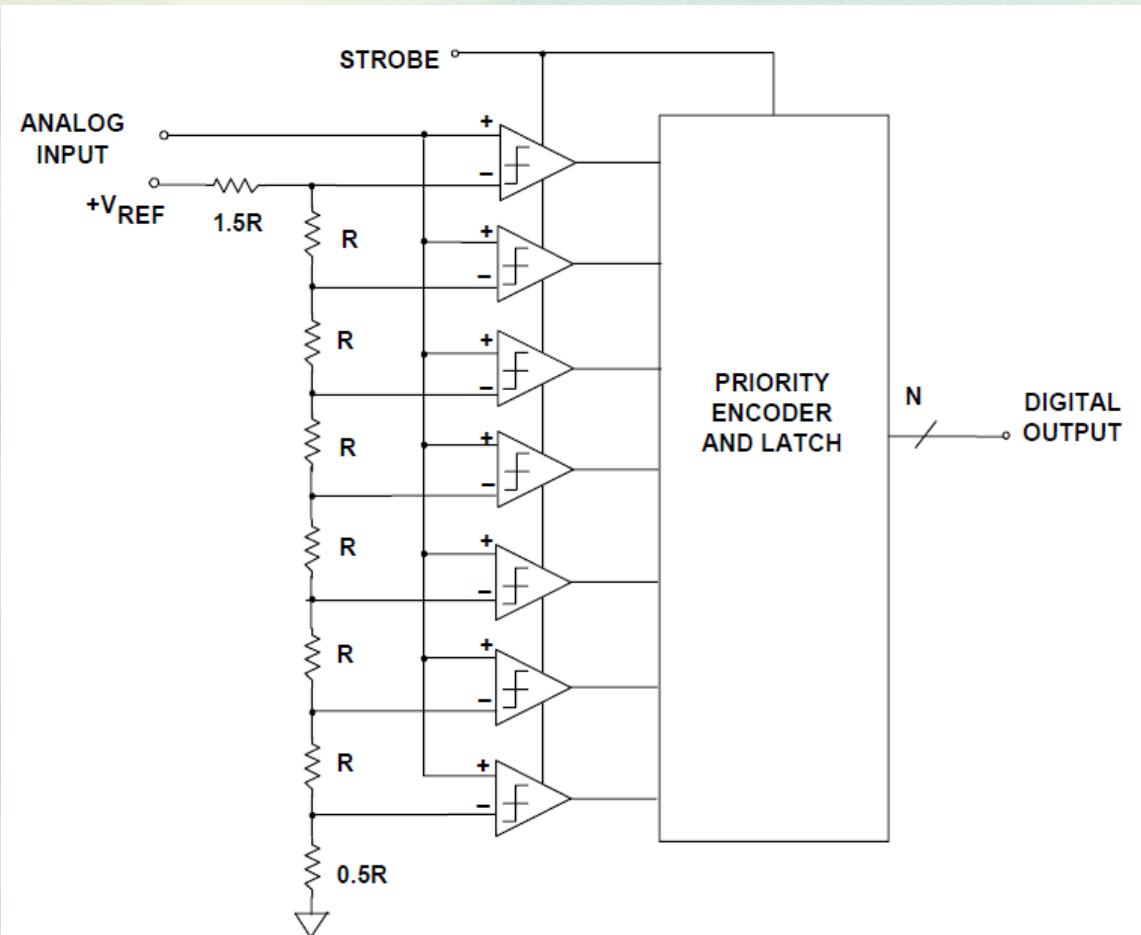 STROBE
ANALOG
INPUT
+VREF
1.5R
+
−
R
+
−
R
+
−
R
+
−
R
+
−
R
+
−
R
+
−
0.5R
PRIORITY
ENCODER
AND LATCH
N
DIGITAL
OUTPUT